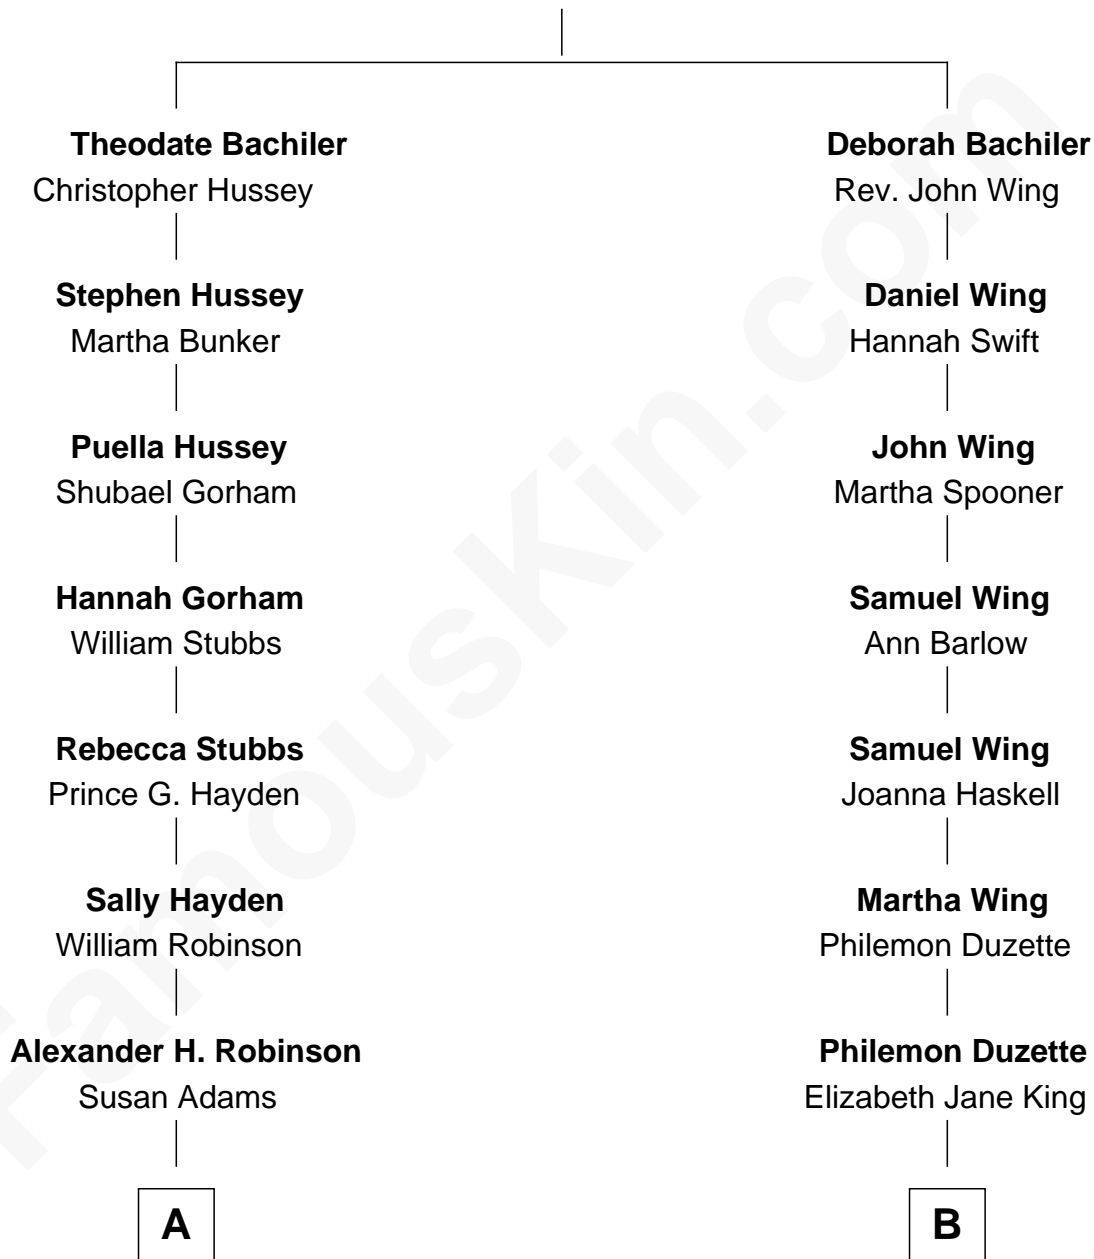 Theodate Bachiler
Christopher Hussey
Stephen Hussey
Martha Bunker
Puella Hussey
Shubael Gorham
Hannah Gorham
William Stubbs
Rebecca Stubbs
Prince G. Hayden
Sally Hayden
William Robinson
Alexander H. Robinson
Susan Adams
A
Deborah Bachiler
Rev. John Wing
Daniel Wing
Hannah Swift
John Wing
Martha Spooner
Samuel Wing
Ann Barlow
Samuel Wing
Joanna Haskell
Martha Wing
Philemon Duzette
Philemon Duzette
Elizabeth Jane King
B
FamousKin.com